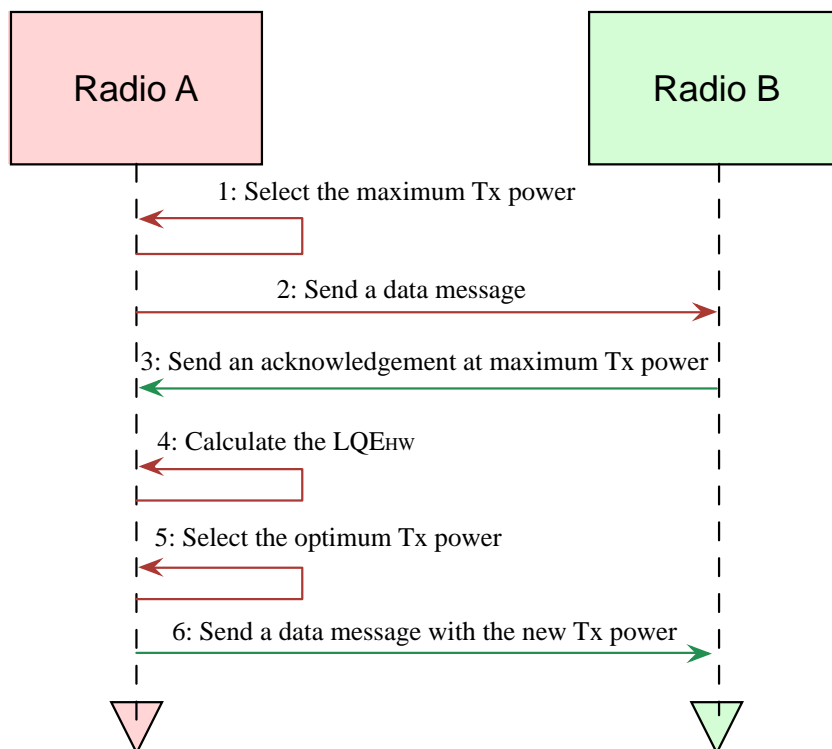 Radio A
Radio B
1: Select the maximum Tx power
2: Send a data message
3: Send an acknowledgement at maximum Tx power
4: Calculate the LQEHW
5: Select the optimum Tx power
6: Send a data message with the new Tx power